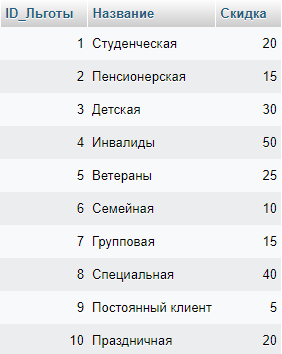 ID_Льготы Название Скидка
1 Студенческая 20
2 Пенсионерская 15
3 Детская 30
4 Инвалиды 50
5 Ветераны 25
6 Семейная 10
7 Групповая 15
8 Специальная 40
9 Постоянный клиент 5
10 Праздничная 20